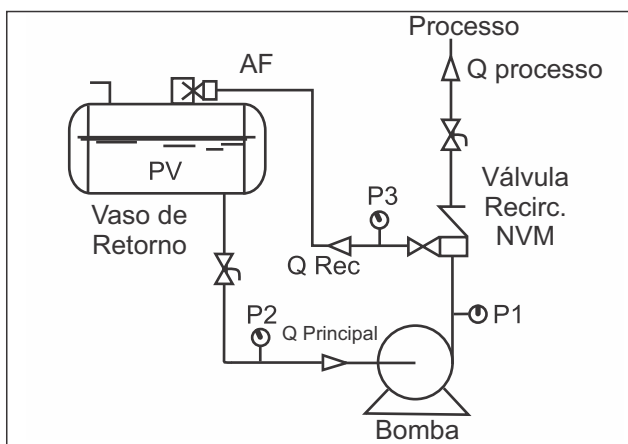 Processo
AF
Q processo
PV
Vaso de
Retorno
P3
Válvula
Recirc.
NVM
Q Rec
P2
Q Principal
P1
Bomba